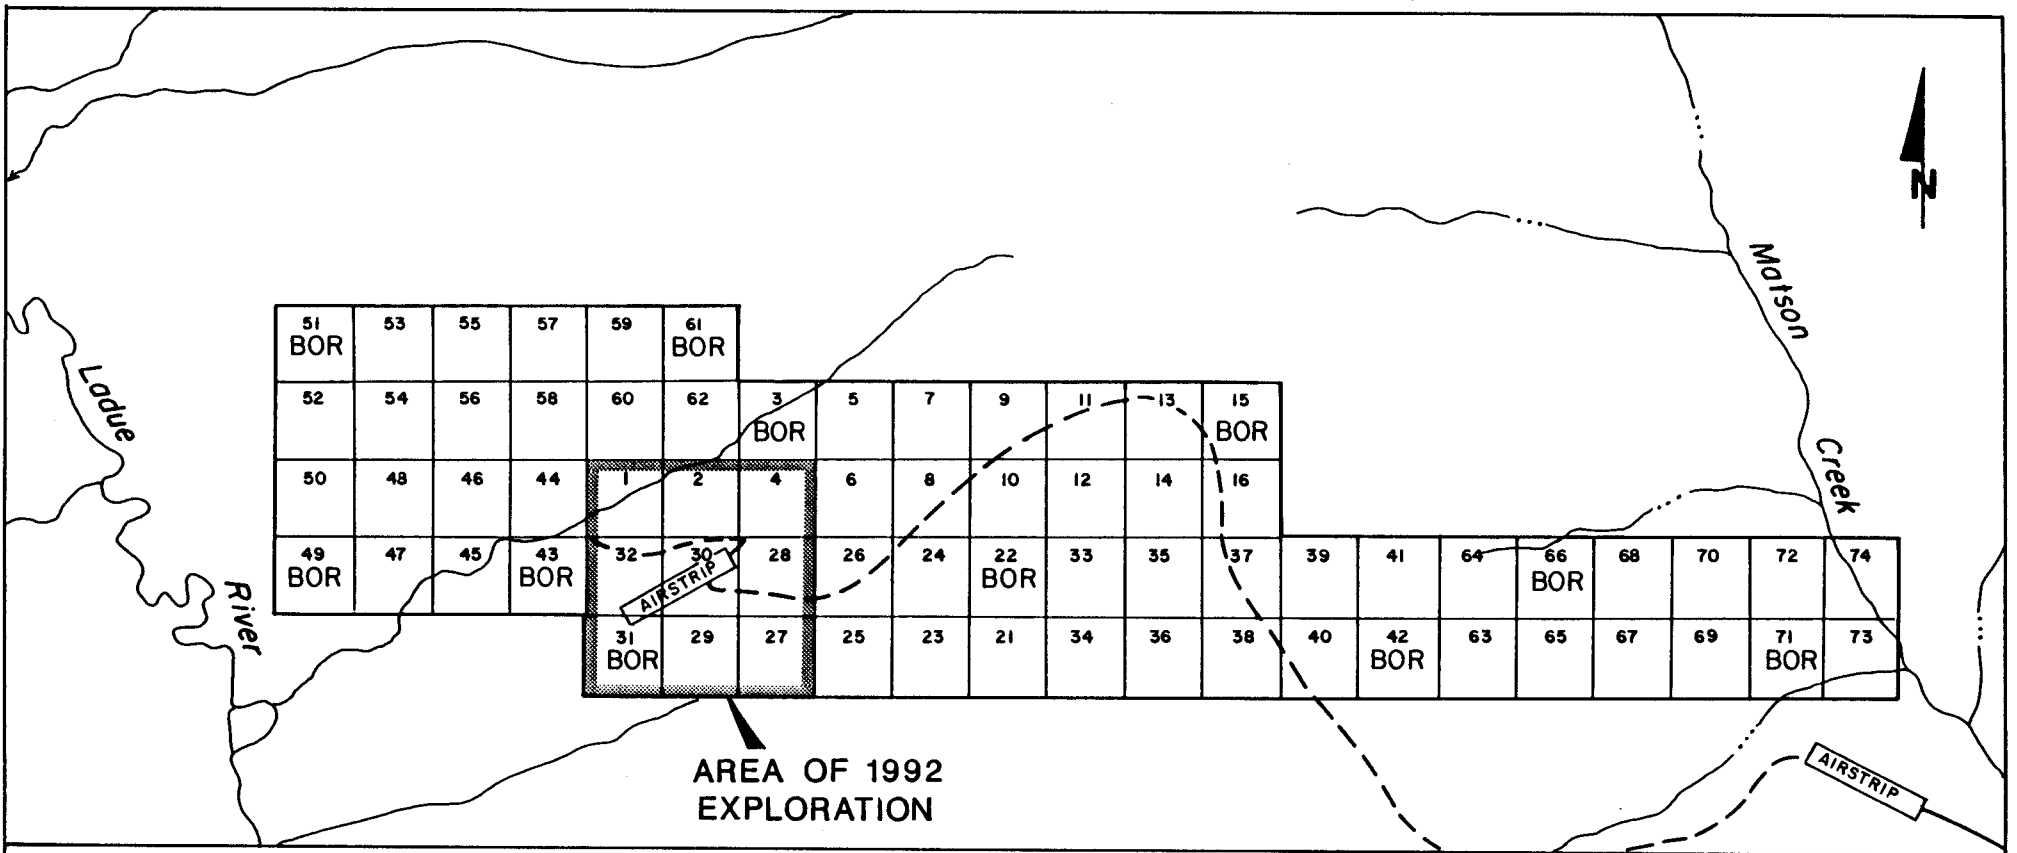 N
Matson
Creek
Ladue
River
51 53 55 57 59 61
BOR BOR
52 54 56 58 60 62 3 5 7 9 11 13 15
BOR BOR
50 48 46 44 1 2 4 6 8 10 12 14 16
49 47 45 43 32 30 28 26 24 22 33 35 37 39 41 64 66 68 70 72 74
BOR BOR BOR BOR
AIRSTRIP
31 29 27 25 23 21 34 36 38 40 42 63 65 67 69 71 73
BOR BOR BOR
AREA OF 1992
EXPLORATION
AIRSTRIP